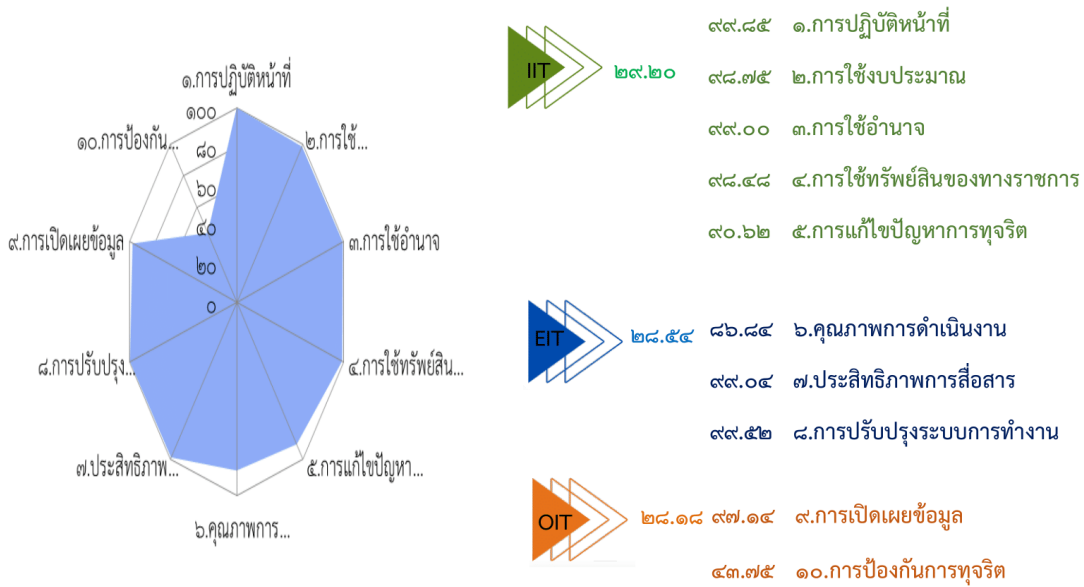 ๑.การปฏิบัติหน้าที่
๒.การใช้...
๓.การใช้อำนาจ
๔.การใช้ทรัพย์สิน...
๕.การแก้ไขปัญหา...
๖.คุณภาพการ...
๗.ประสิทธิภาพ...
๘.การปรับปรุง...
๙.การเปิดเผยข้อมูล
๑๐.การป้องกัน...
๑๐๐
๘๐
๖๐
๔๐
๒๐
๐
IIT ๒๙.๒๐
๙๙.๘๕ ๑.การปฏิบัติหน้าที่
๙๘.๗๕ ๒.การใช้งบประมาณ
๙๙.๐๐ ๓.การใช้อำนาจ
๙๘.๔๘ ๔.การใช้ทรัพย์สินของทางราชการ
๙๐.๖๒ ๕.การแก้ไขปัญหาการทุจริต
EIT ๒๘.๕๔
๘๖.๘๔ ๖.คุณภาพการดำเนินงาน
๙๙.๐๔ ๗.ประสิทธิภาพการสื่อสาร
๙๙.๕๒ ๘.การปรับปรุงระบบการทำงาน
OIT ๒๘.๑๘
๙๗.๑๔ ๙.การเปิดเผยข้อมูล
๔๓.๗๕ ๑๐.การป้องกันการทุจริต